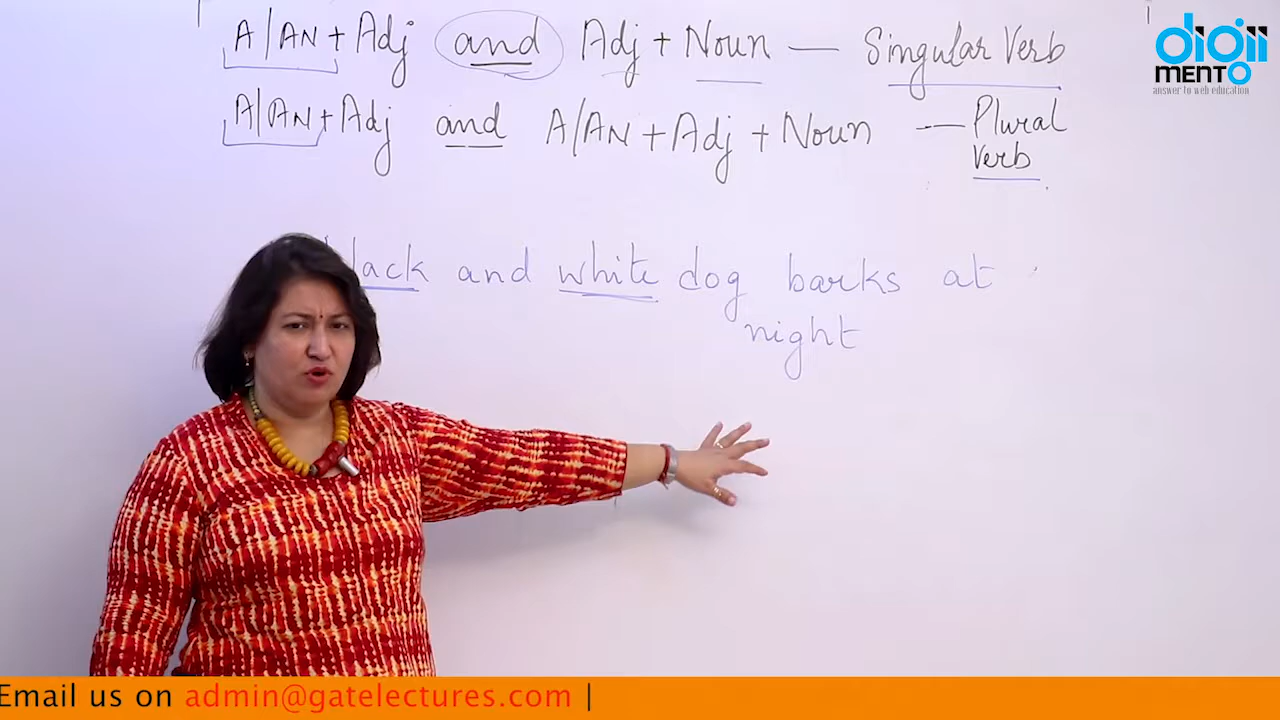 A/AN + Adj and Adj + Noun — Singular Verb
A/AN + Adj and A/AN + Adj + Noun — Plural
Verb
lack and white dog barks at
night
digii
MENTO
answer to web education
Email us on admin@gatelectures.com |